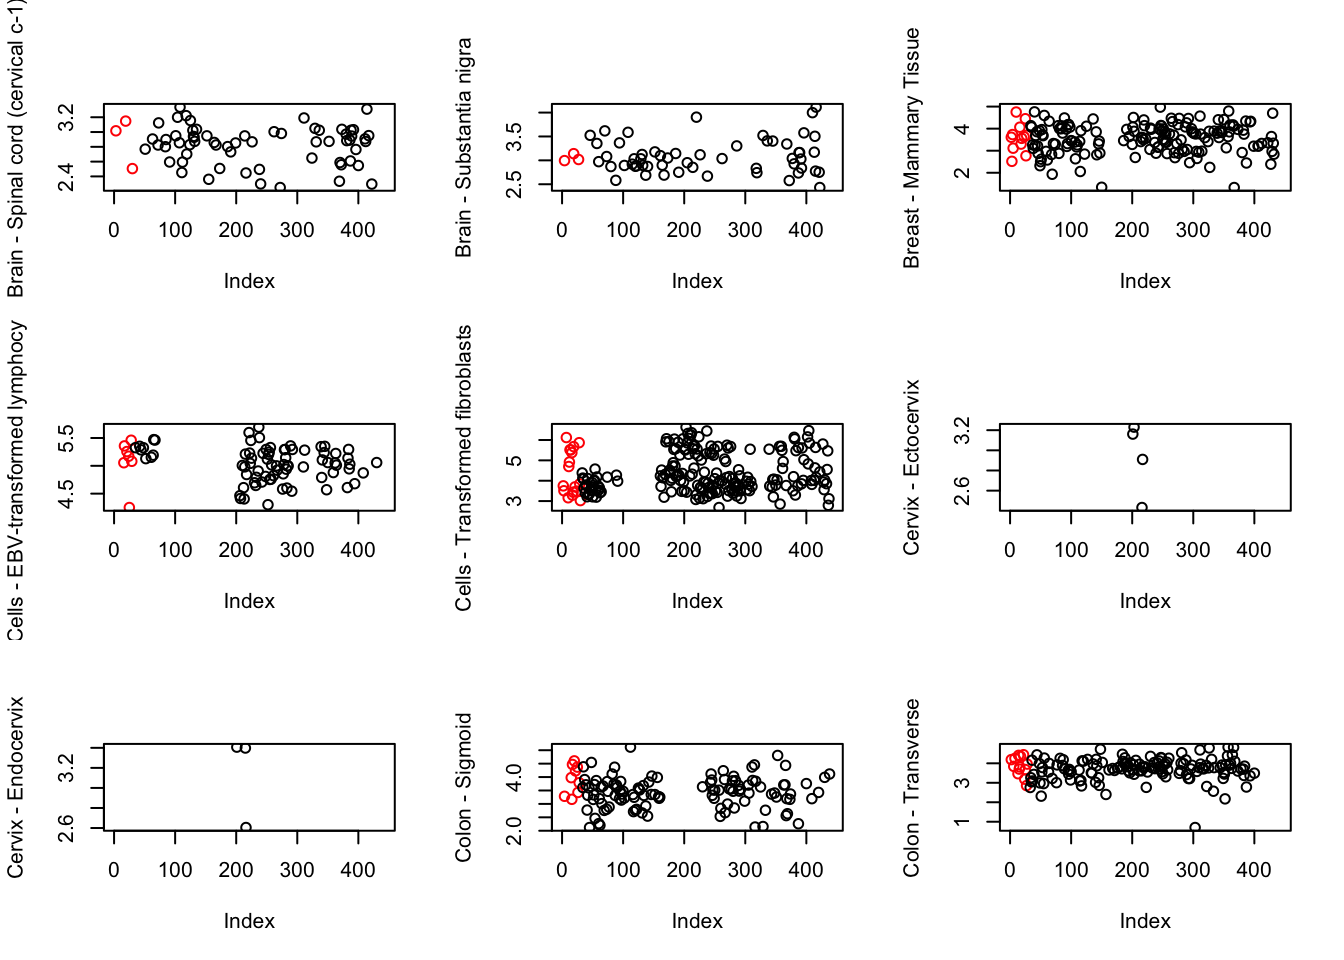 Brain - Spinal cord (cervical c-1)
3.2
2.4
0 100 200 300 400
Index
Brain - Substantia nigra
3.5
2.5
0 100 200 300 400
Index
Breast - Mammary Tissue
4
2
0 100 200 300 400
Index
Cells - EBV-transformed lymphocy
5.5
4.5
0 100 200 300 400
Index
Cells - Transformed fibroblasts
5
3
0 100 200 300 400
Index
Cervix - Ectocervix
3.2
2.6
0 100 200 300 400
Index
Cervix - Endocervix
3.2
2.6
0 100 200 300 400
Index
Colon - Sigmoid
4.0
2.0
0 100 200 300 400
Index
Colon - Transverse
3
1
0 100 200 300 400
Index